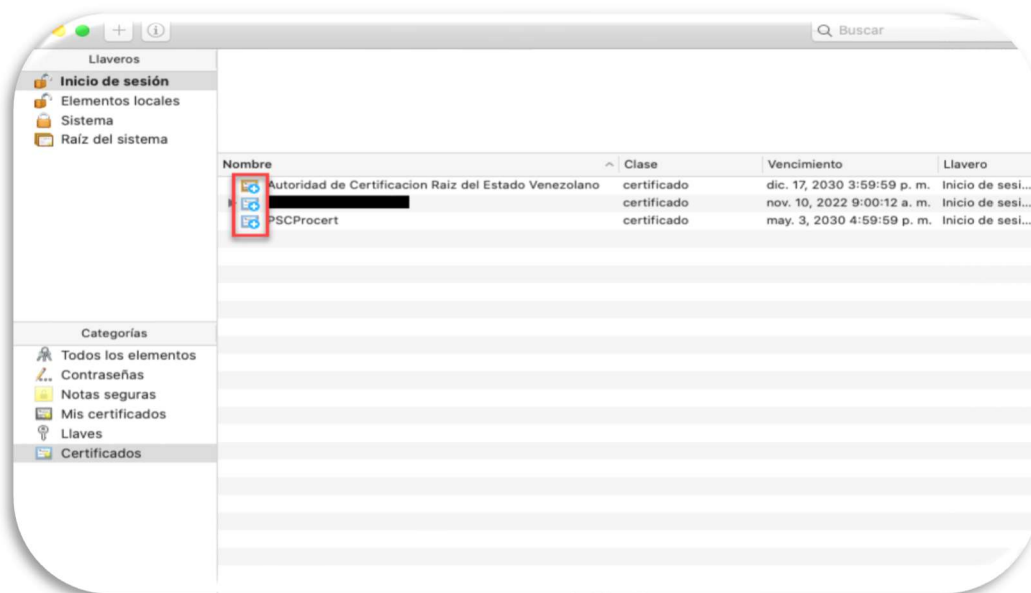 Buscar
Llaveros
Inicio de sesión
Elementos locales
Sistema
Raíz del sistema
Nombre Clase Vencimiento Llavero
Autoridad de Certificacion Raiz del Estado Venezolano certificado dic. 17, 2030 3:59:59 p. m. Inicio de sesi...
certificado nov. 10, 2022 9:00:12 a. m. Inicio de sesi...
PSCProcert certificado may. 3, 2030 4:59:59 p. m. Inicio de sesi...
Categorías
Todos los elementos
Contraseñas
Notas seguras
Mis certificados
Llaves
Certificados